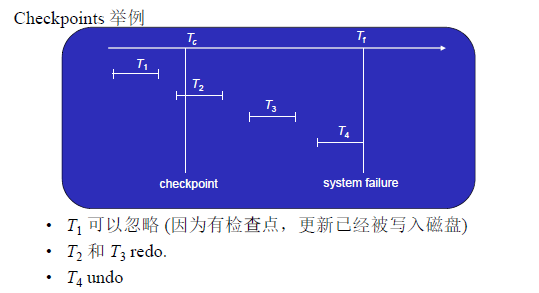 Checkpoints 举例
Tc Tf
T1
T2
T3
T4
checkpoint system failure
• T1 可以忽略 (因为有检查点，更新已经被写入磁盘)
• T2 和 T3 redo.
• T4 undo